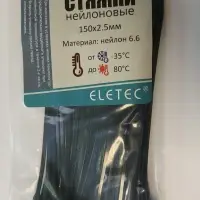 СТЯЖКИ
нейлоновые
150x2.5мм
Материал: нейлон 6.6
от 35°C
до 80°C
ELETEC